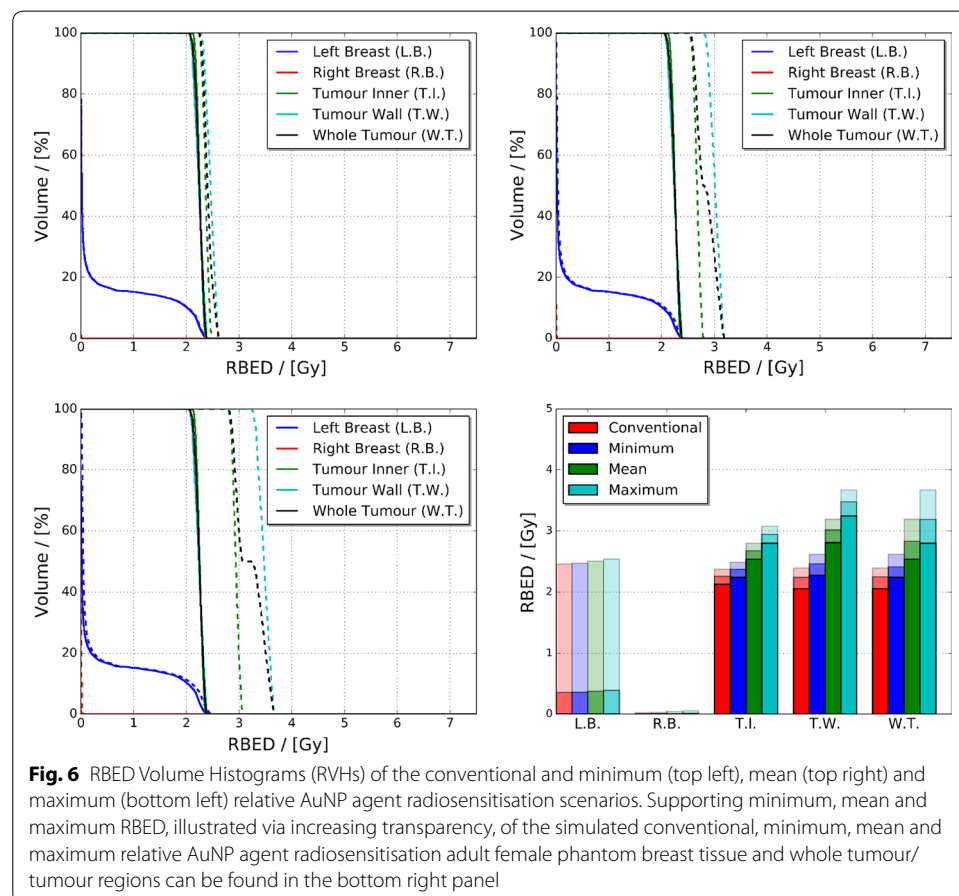 100
80
60
40
20
0
Volume / [%]
0 1 2 3 4 5 6 7
RBED / [Gy]
Left Breast (L.B.)
Right Breast (R.B.)
Tumour Inner (T.I.)
Tumour Wall (T.W.)
Whole Tumour (W.T.)
100
80
60
40
20
0
Volume / [%]
0 1 2 3 4 5 6 7
RBED / [Gy]
Left Breast (L.B.)
Right Breast (R.B.)
Tumour Inner (T.I.)
Tumour Wall (T.W.)
Whole Tumour (W.T.)
100
80
60
40
20
0
Volume / [%]
0 1 2 3 4 5 6 7
RBED / [Gy]
Left Breast (L.B.)
Right Breast (R.B.)
Tumour Inner (T.I.)
Tumour Wall (T.W.)
Whole Tumour (W.T.)
5
4
3
2
1
0
RBED / [Gy]
Conventional
Minimum
Mean
Maximum
L.B. R.B. T.I. T.W. W.T.
Fig. 6 RBED Volume Histograms (RVHs) of the conventional and minimum (top left), mean (top right) and
maximum (bottom left) relative AuNP agent radiosensitisation scenarios. Supporting minimum, mean and
maximum RBED, illustrated via increasing transparency, of the simulated conventional, minimum, mean and
maximum relative AuNP agent radiosensitisation adult female phantom breast tissue and whole tumour/
tumour regions can be found in the bottom right panel